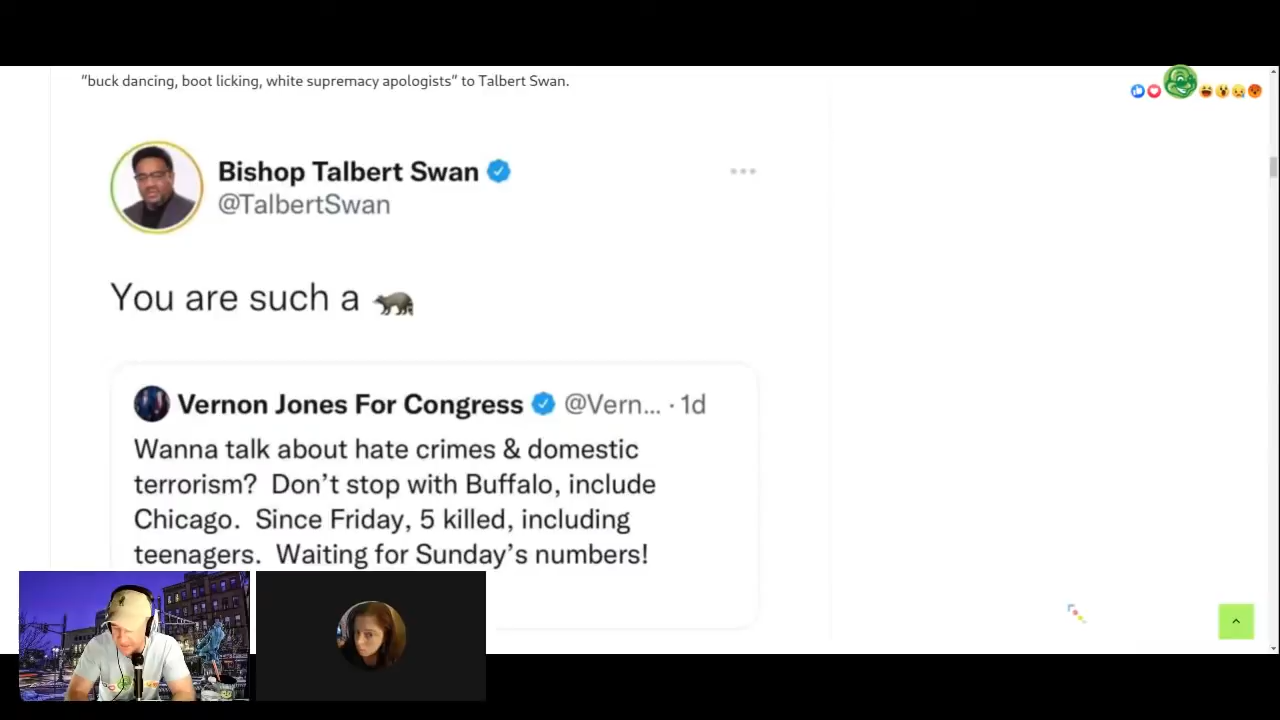 "buck dancing, boot licking, white supremacy apologists" to Talbert Swan.
Bishop Talbert Swan
@TalbertSwan
You are such a 🦝
Vernon Jones For Congress @Vern... · 1d
Wanna talk about hate crimes & domestic
terrorism? Don't stop with Buffalo, include
Chicago. Since Friday, 5 killed, including
teenagers. Waiting for Sunday's numbers!